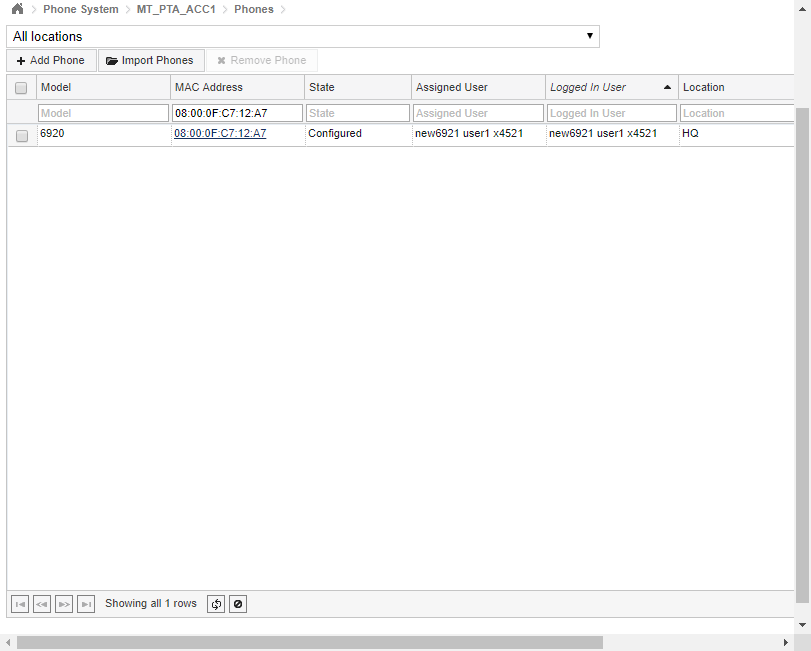 Phone System MT_PTA_ACC1 Phones
All locations
Add Phone Import Phones Remove Phone
Model MAC Address State Assigned User Logged In User Location
Model 08:00:0F:C7:12:A7 State Assigned User Logged In User Location
6920 08:00:0F:C7:12:A7 Configured new6921 user1 x4521 new6921 user1 x4521 HQ
Showing all 1 rows